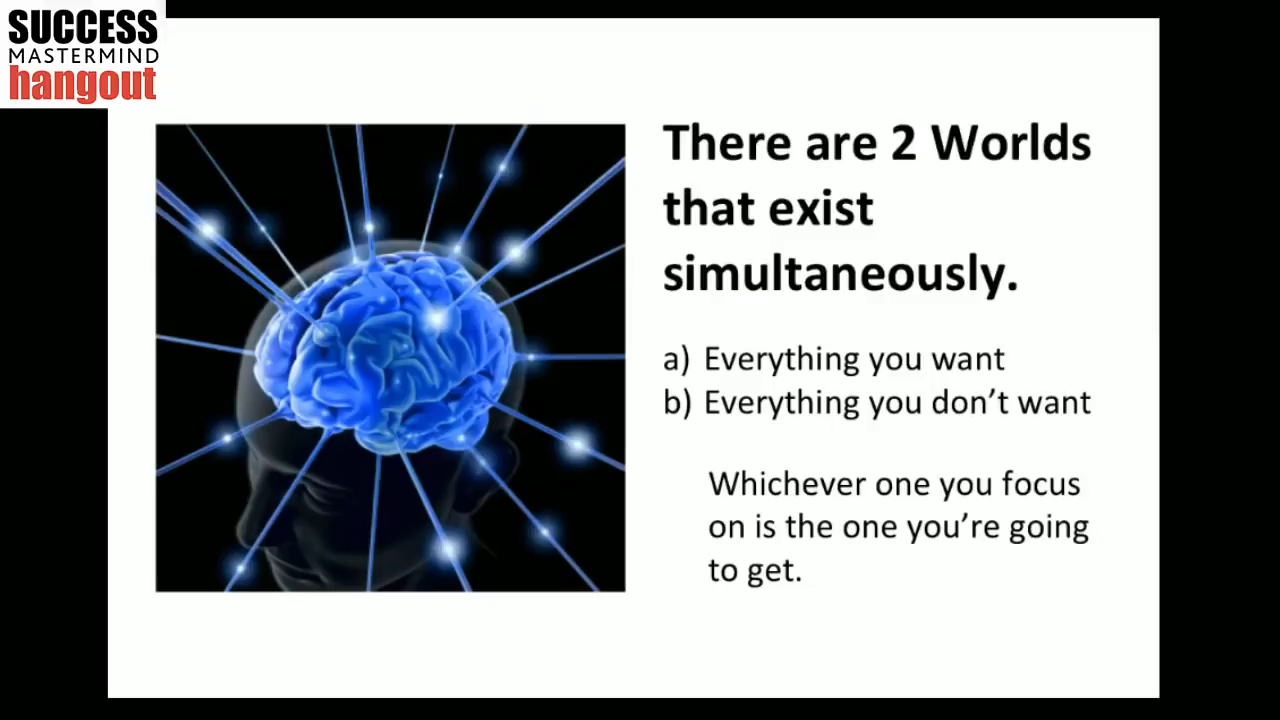 SUCCESS
MASTERMIND
hangout
There are 2 Worlds
that exist
simultaneously.
a) Everything you want
b) Everything you don’t want
Whichever one you focus
on is the one you’re going
to get.